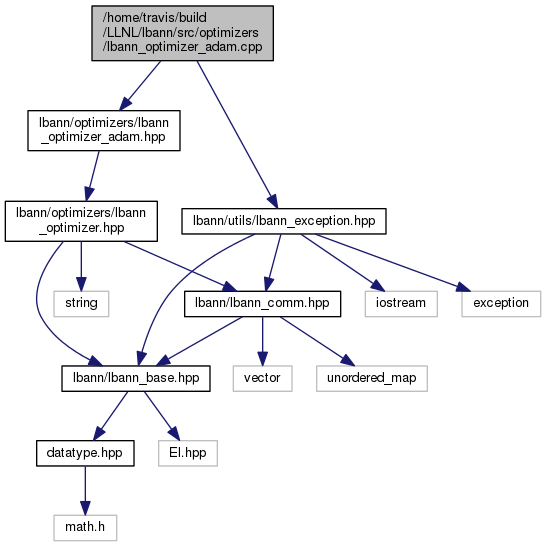 /home/travis/build
/LLNL/lbann/src/optimizers
/lbann_optimizer_adam.cpp
lbann/optimizers/lbann
_optimizer_adam.hpp
lbann/optimizers/lbann
_optimizer.hpp
lbann/utils/lbann_exception.hpp
string
lbann/lbann_comm.hpp
iostream
exception
lbann/lbann_base.hpp
vector
unordered_map
datatype.hpp
El.hpp
math.h